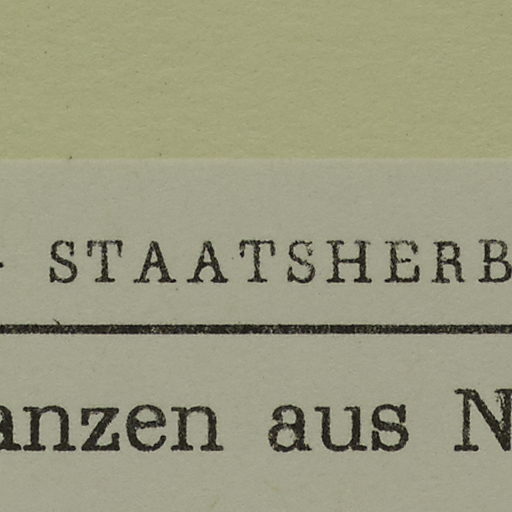 - STAATSHERB
anzen aus N